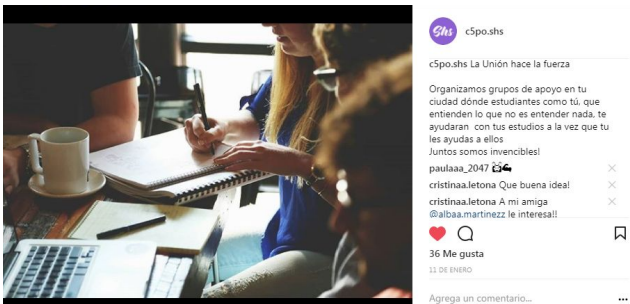 Shs
c5po.shs
c5po.shs La Unión hace la fuerza
Organizamos grupos de apoyo en tu
ciudad dónde estudiantes como tú, que
entienden lo que no es entender nada, te
ayudaran con tus estudios a la vez que tu
les ayudas a ellos
Juntos somos invencibles!
paulaaa_2047
cristinaa.letona Que buena idea!
cristinaa.letona A mi amiga
@albaa.martinezz le interesa!!
36 Me gusta
11 DE ENERO
Agrega un comentario...